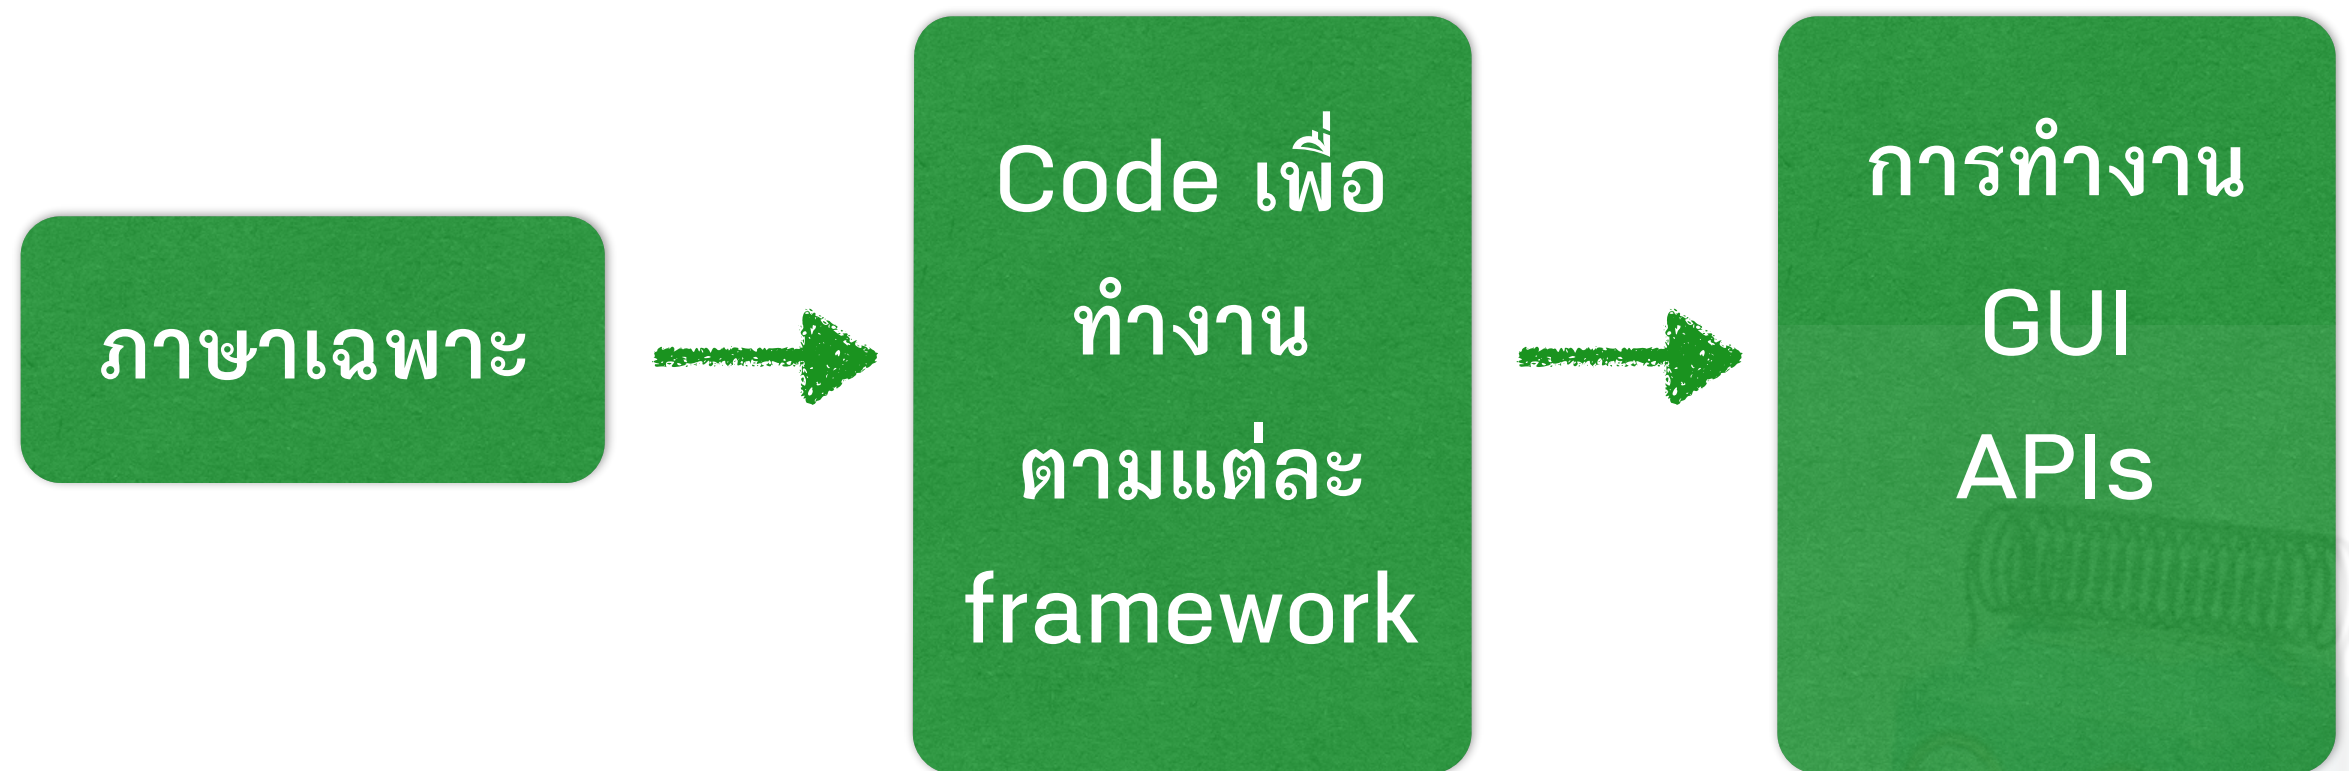 ภาษาเฉพาะ
Code เพื่อ
ทำงาน
ตามแต่ละ
framework
การทำงาน
GUI
APIs